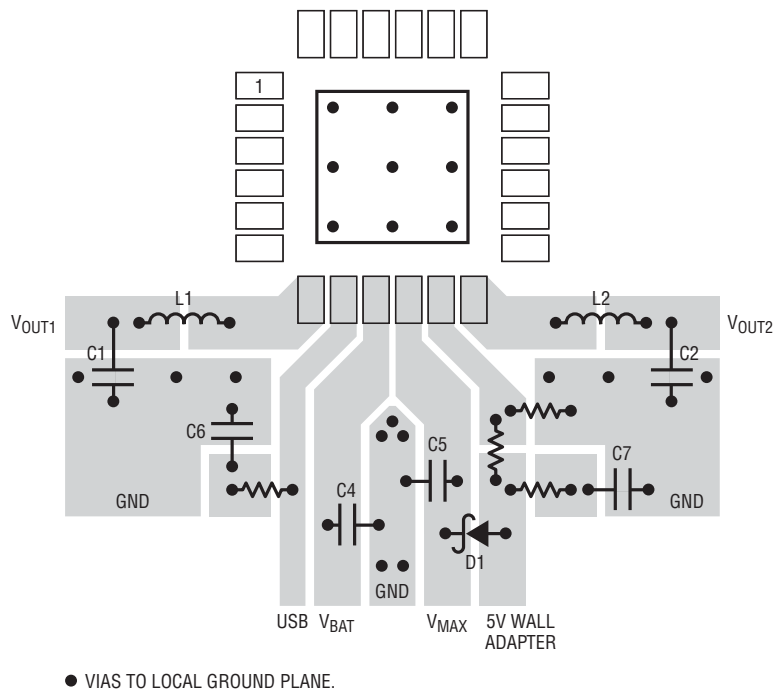 1
L1
L2
VOUT1
VOUT2
C1
C2
C6
C5
C7
C4
GND
GND
D1
GND
USB
VBAT
VMAX
5V WALL
ADAPTER
VIAS TO LOCAL GROUND PLANE.